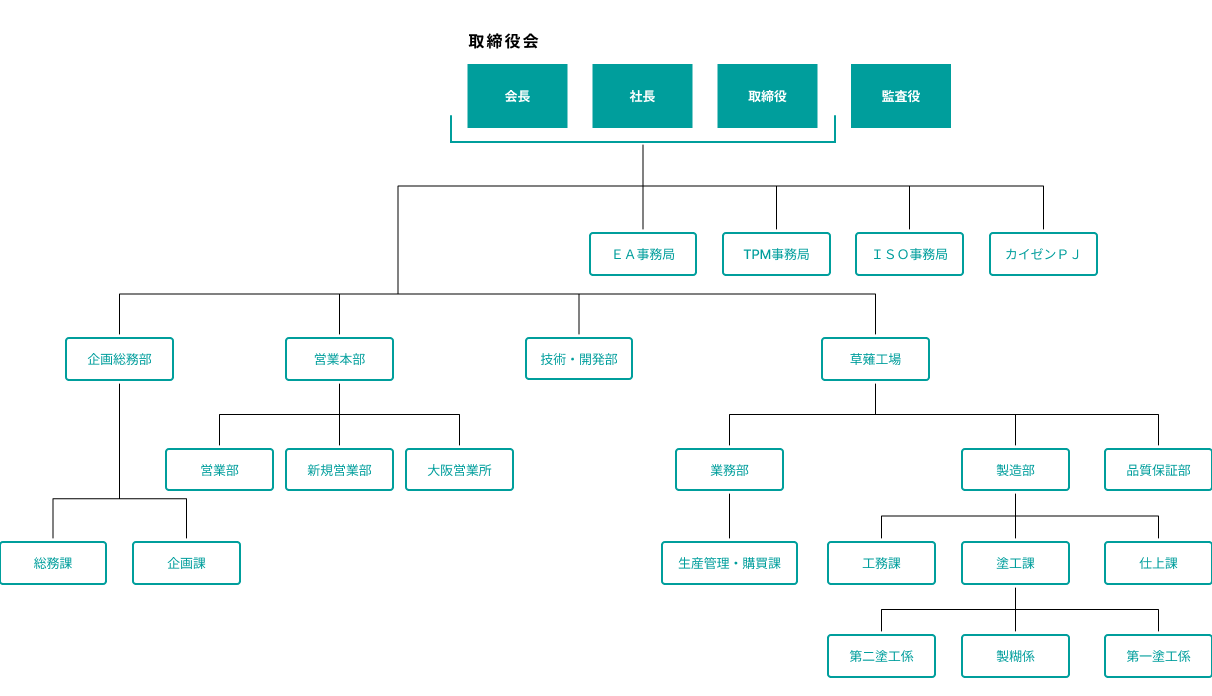 取締役会
会長
社長
取締役
監査役
ＥＡ事務局
TPM事務局
ＩＳＯ事務局
カイゼンＰＪ
企画総務部
営業本部
技術・開発部
草薙工場
営業部
新規営業部
大阪営業所
業務部
製造部
品質保証部
総務課
企画課
生産管理・購買課
工務課
塗工課
仕上課
第二塗工係
製糊係
第一塗工係